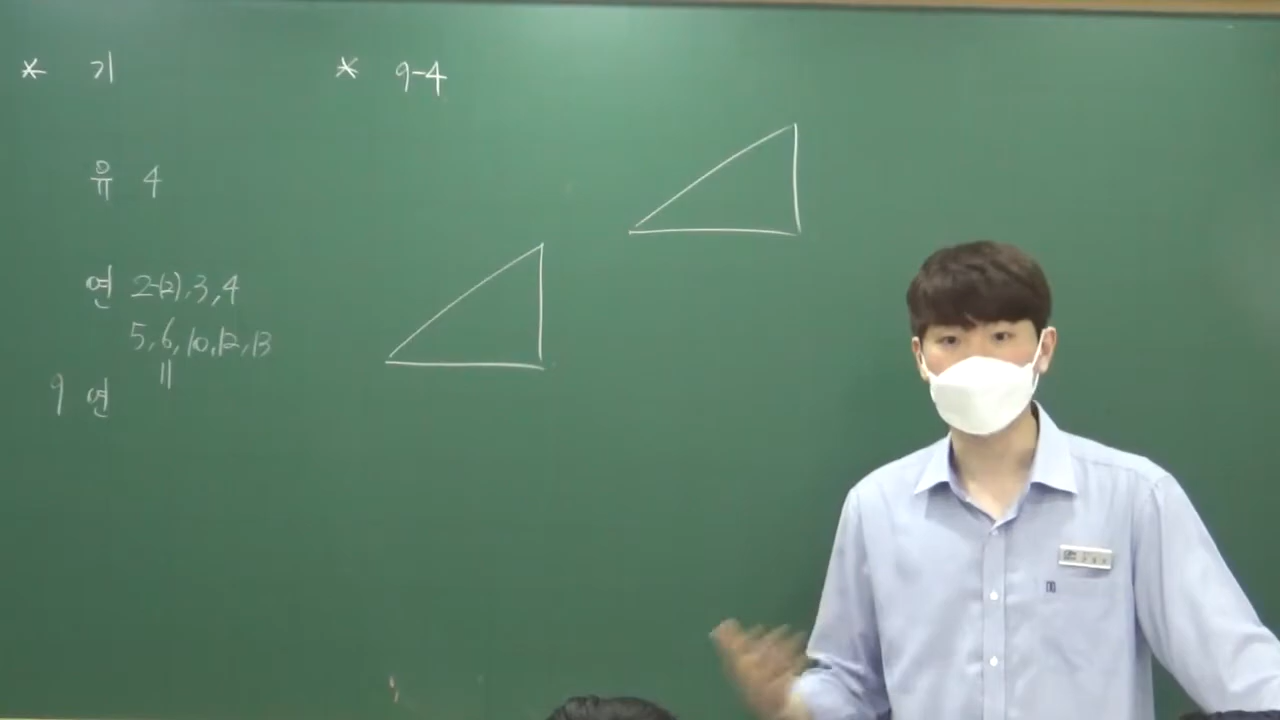 * 기
유 4
연 2-(2), 3, 4
5, 6, 10, 12, 13
11
9 연
* 9-4